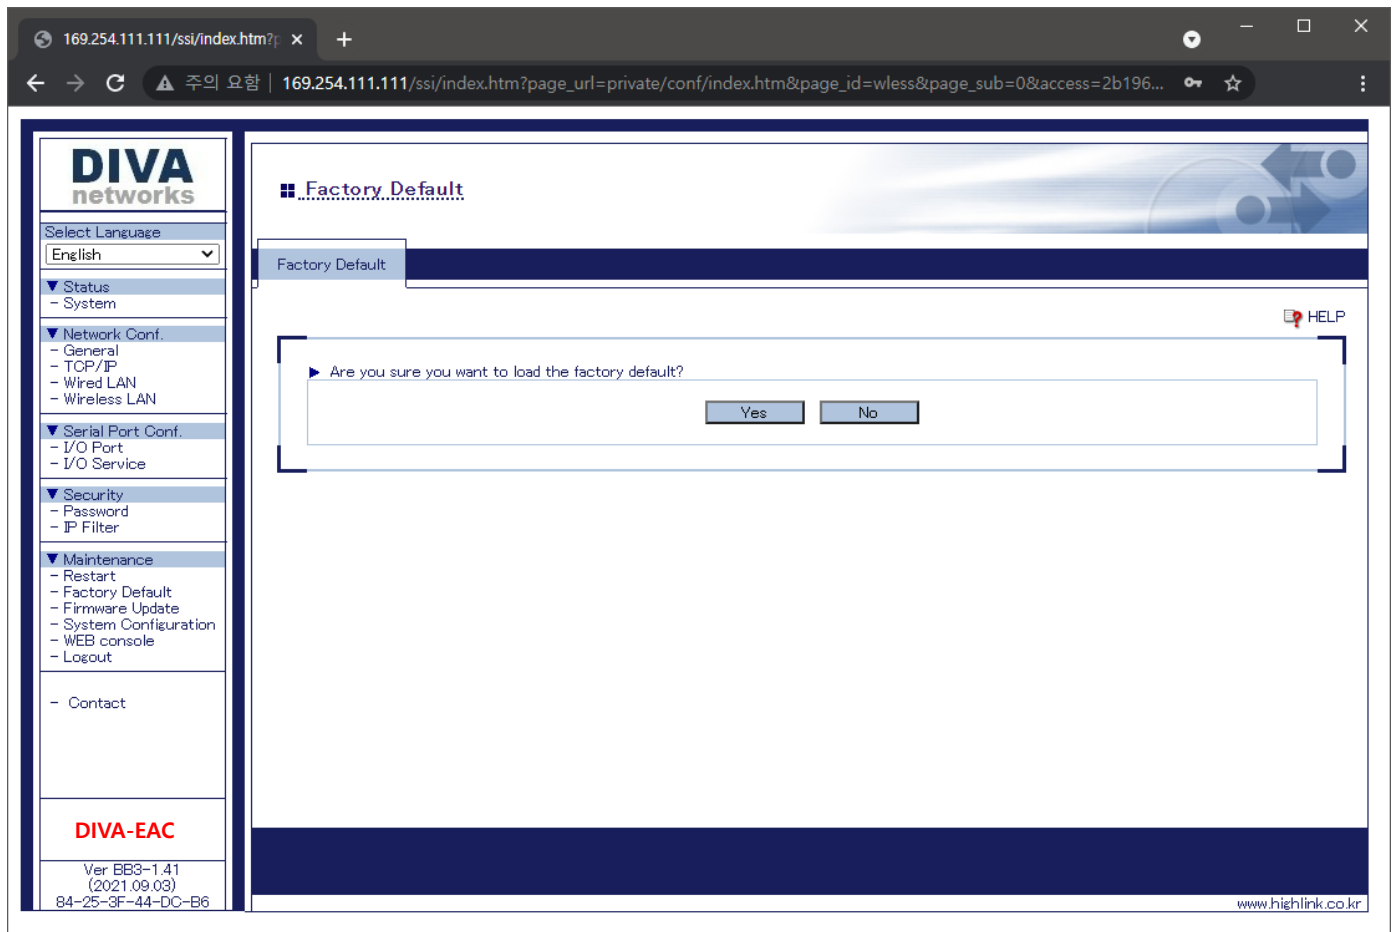 169.254.111.111/ssi/index.htm?p
주의 요함 | 169.254.111.111/ssi/index.htm?page_url=private/conf/index.htm&page_id=wless&page_sub=0&access=2b196...
DIVA
networks
Select Language
English
▼ Status
- System
▼ Network Conf.
- General
- TCP/IP
- Wired LAN
- Wireless LAN
▼ Serial Port Conf.
- I/O Port
- I/O Service
▼ Security
- Password
- IP Filter
▼ Maintenance
- Restart
- Factory Default
- Firmware Update
- System Configuration
- WEB console
- Logout
- Contact
DIVA-EAC
Ver BB3-1.41
(2021.09.03)
84-25-3F-44-DC-B6
Factory Default
Factory Default
HELP
Are you sure you want to load the factory default?
Yes No
www.highlink.co.kr